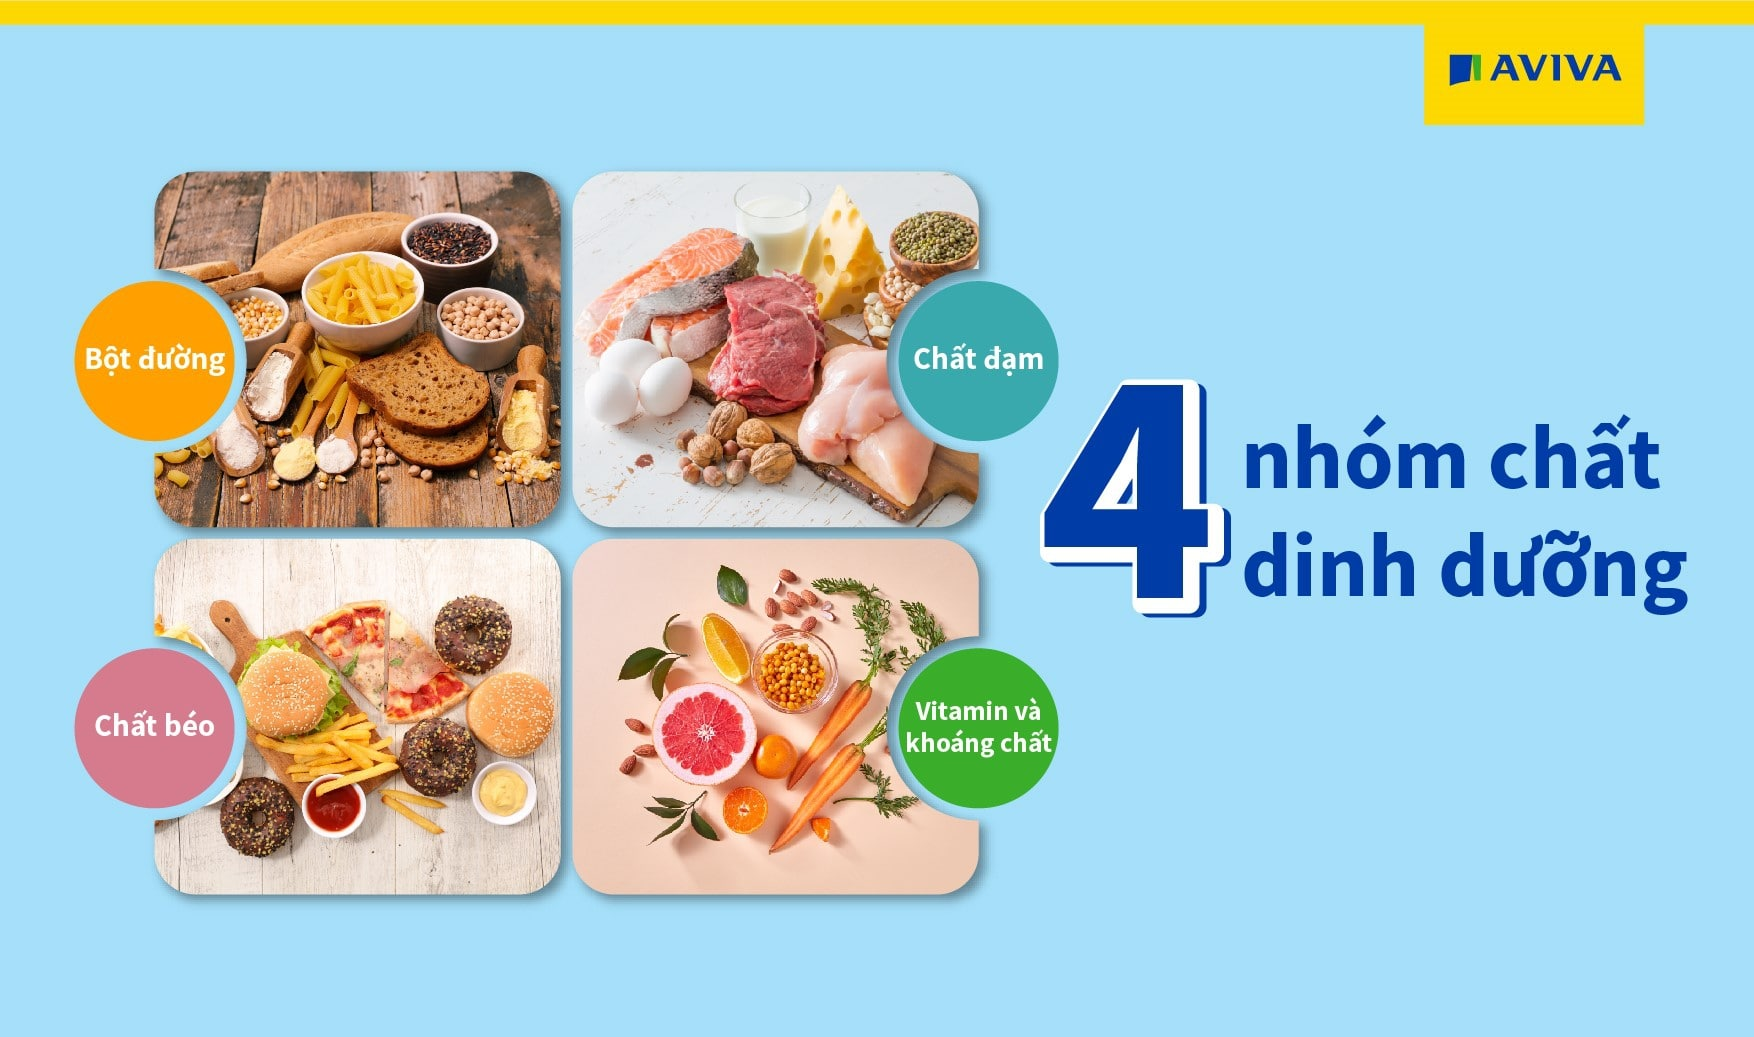 AVIVA
Bột đường
Chất đạm
Chất béo
Vitamin và
khoáng chất
4
nhóm chất
dinh dưỡng